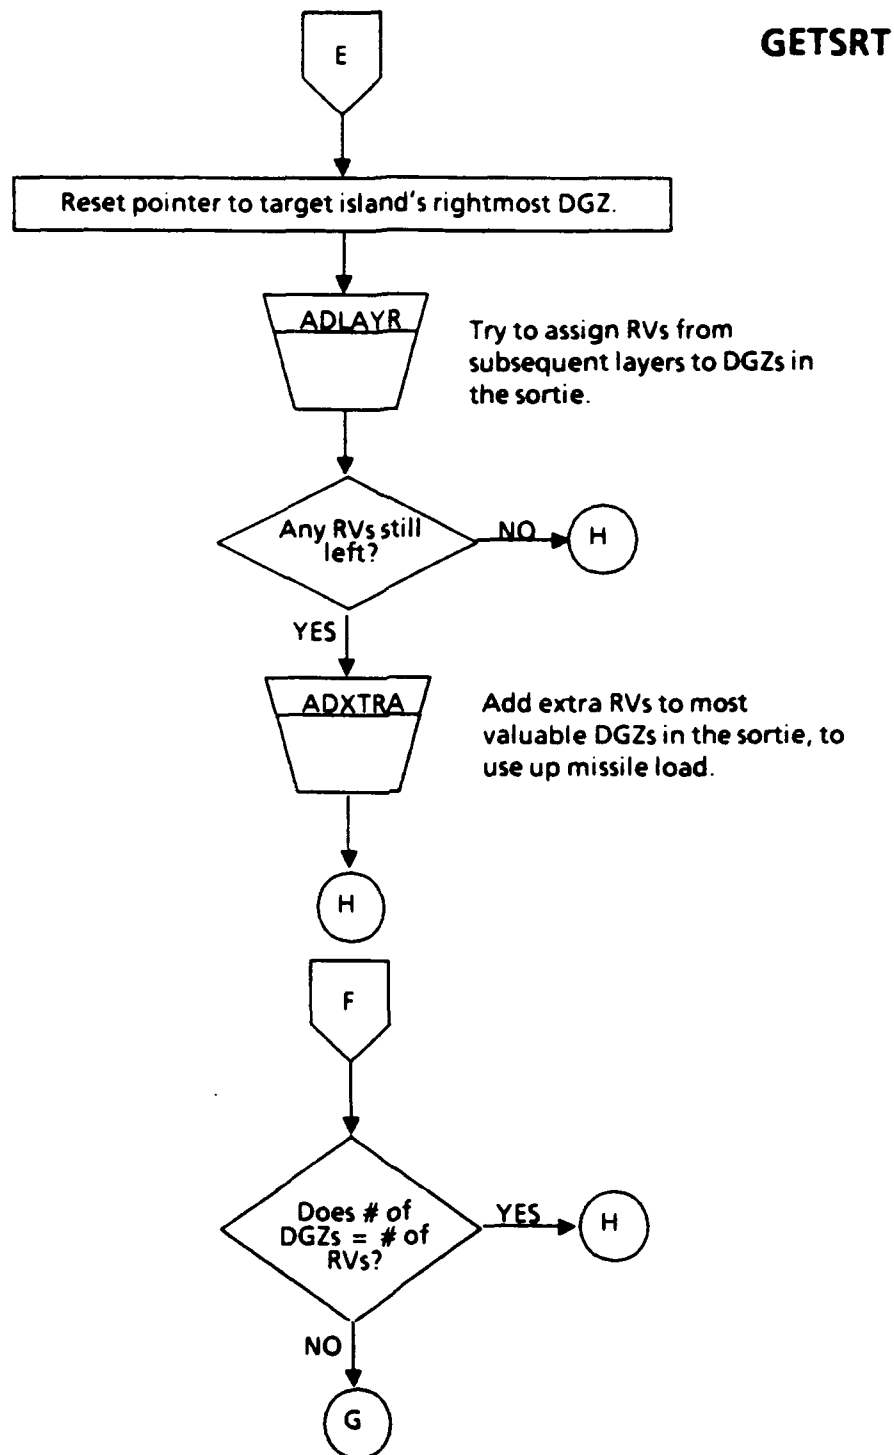 GETSRT
E
Reset pointer to target island's rightmost DGZ.
ADLAYR
Try to assign RVs from
subsequent layers to DGZs in
the sortie.
Any RVs still
left?
NO
H
YES
ADXTRA
Add extra RVs to most
valuable DGZs in the sortie, to
use up missile load.
H
F
Does # of
DGZs = # of
RVs?
YES
H
NO
G